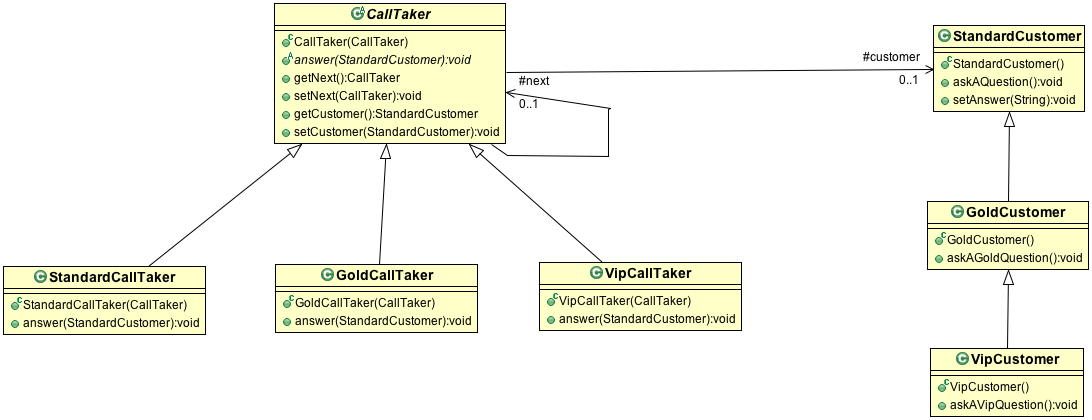 CallTaker
CallTaker(CallTaker)
answer(StandardCustomer):void
getNext():CallTaker
setNext(CallTaker):void
getCustomer():StandardCustomer
setCustomer(StandardCustomer):void
#next
0..1
#customer
0..1
StandardCustomer
StandardCustomer()
askAQuestion():void
setAnswer(String):void
GoldCustomer
GoldCustomer()
askAGoldQuestion():void
StandardCallTaker
StandardCallTaker(CallTaker)
answer(StandardCustomer):void
GoldCallTaker
GoldCallTaker(CallTaker)
answer(StandardCustomer):void
VipCallTaker
VipCallTaker(CallTaker)
answer(StandardCustomer):void
VipCustomer
VipCustomer()
askAVipQuestion():void